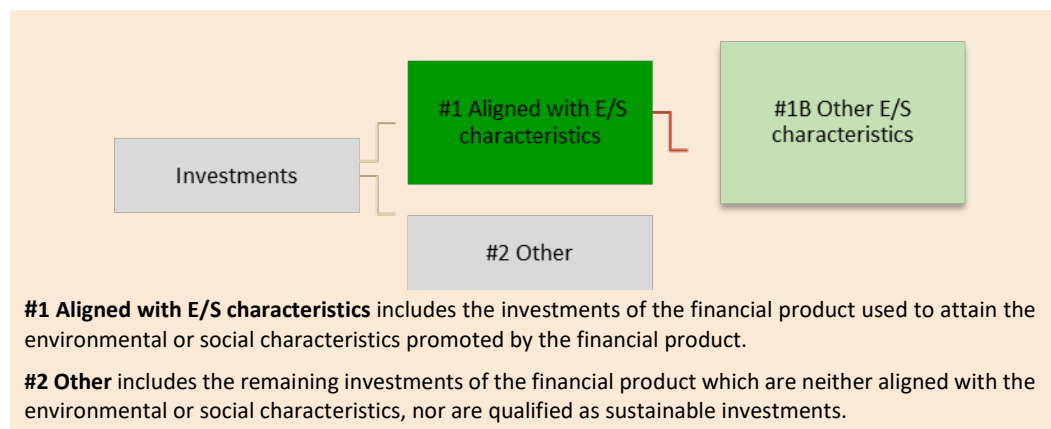 #1 Aligned with E/S
characteristics
#1B Other E/S
characteristics
Investments
#2 Other
#1 Aligned with E/S characteristics includes the investments of the financial product used to attain the
environmental or social characteristics promoted by the financial product.
#2 Other includes the remaining investments of the financial product which are neither aligned with the
environmental or social characteristics, nor are qualified as sustainable investments.